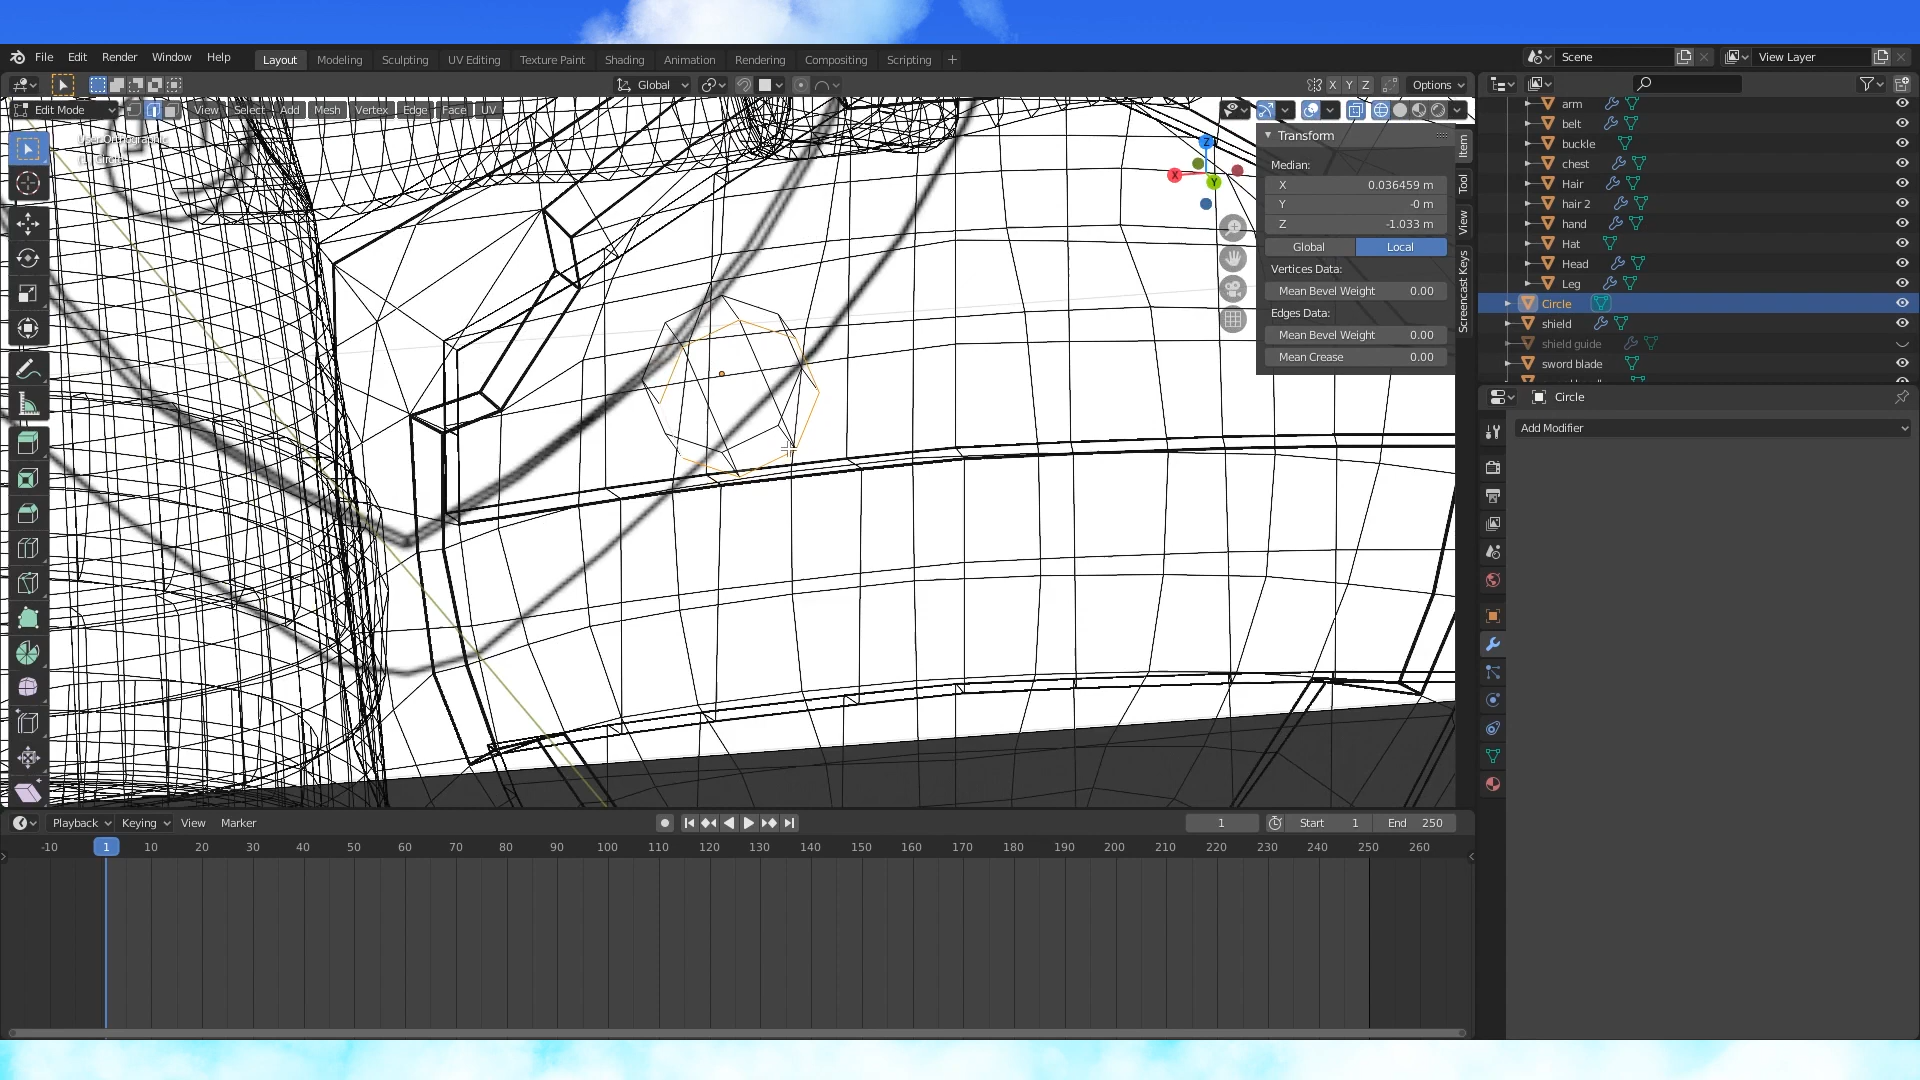 File Edit Render Window Help
Layout Modeling Sculpting UV Editing Texture Paint Shading Animation Rendering Compositing Scripting +
Scene
View Layer
Global
X Y Z
Options
Edit Mode
View Select Add Mesh Vertex Edge Face UV
User Orthographic
Z
X
Y
Transform
Median:
X 0.036459 m
Y -0 m
Z -1.033 m
Global Local
Vertices Data:
Mean Bevel Weight 0.00
Edges Data:
Mean Bevel Weight 0.00
Mean Crease 0.00
Item
Tool
View
Screencast Keys
arm
belt
buckle
chest
Hair
hair 2
hand
Hat
Head
Leg
Circle
shield
shield guide
sword blade
Circle
Add Modifier
Playback Keying View Marker
1 Start 1 End 250
-10 1 10 20 30 40 50 60 70 80 90 100 110 120 130 140 150 160 170 180 190 200 210 220 230 240 250 260